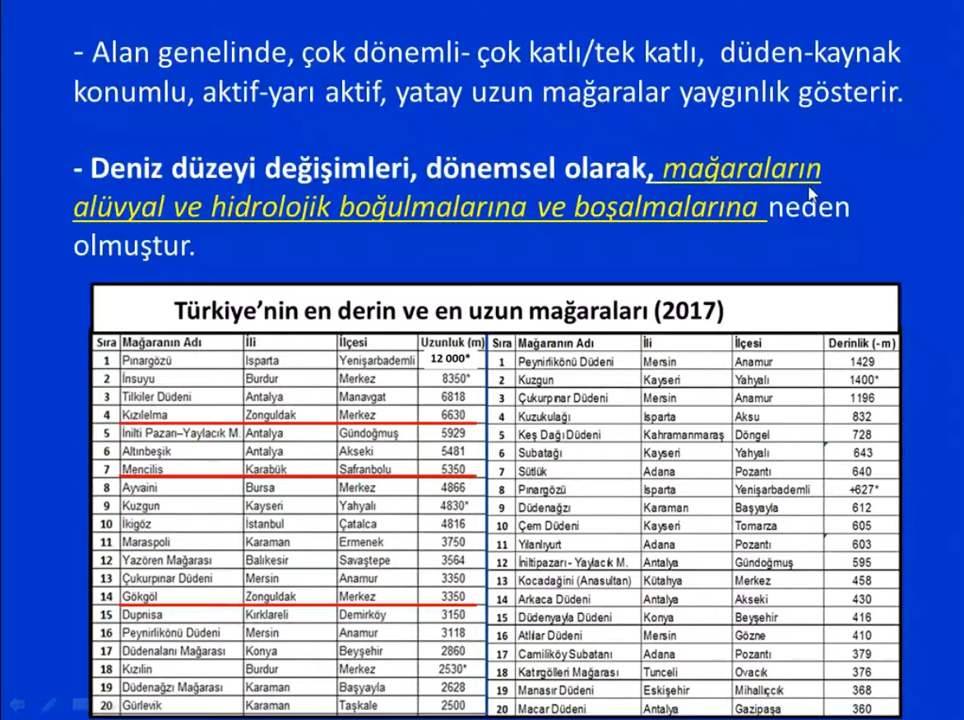 - Alan genelinde, çok dönemli- çok katlı/tek katlı, düden-kaynak
konumlu, aktif-yarı aktif, yatay uzun mağaralar yaygınlık gösterir.
- Deniz düzeyi değişimleri, dönemsel olarak, mağaraların
alüvyal ve hidrolojik boğulmalarına ve boşalmalarına neden
olmuştur.
Türkiye'nin en derin ve en uzun mağaraları (2017)
Sıra Mağaranın Adı İli İlçesi Uzunluk (m) Sıra Mağaranın Adı İli İlçesi Derinlik (-m)
1 Pınargözü Isparta Yenişarbademli 12 000* 1 Peynirlikönü Düdeni Mersin Anamur 1429
2 İnsuyu Burdur Merkez 8350* 2 Kuzgun Kayseri Yahyalı 1400*
3 Tilkiler Düdeni Antalya Manavgat 6818 3 Çukurpınar Düdeni Mersin Anamur 1196
4 Kızılelma Zonguldak Merkez 6630 4 Kuzukulağı Isparta Aksu 832
5 İnilti Pazarı–Yaylacık M. Antalya Gündoğmuş 5929 5 Keş Dağı Düdeni Kahramanmaraş Döngel 728
6 Altınbeşik Antalya Akseki 5481 6 Subatağı Kayseri Yahyalı 643
7 Mencilis Karabük Safranbolu 5350 7 Sütlük Adana Pozantı 640
8 Ayvaini Bursa Merkez 4866 8 Pınargözü Isparta Yenişarbademli +627*
9 Kuzgun Kayseri Yahyalı 4830* 9 Düdenağzı Karaman Başyayla 612
10 İkigöz İstanbul Çatalca 4816 10 Çem Düdeni Kayseri Tomarza 605
11 Maraspoli Karaman Ermenek 3750 11 Yılanlıyurt Adana Pozantı 603
12 Yazören Mağarası Balıkesir Savaştepe 3564 12 İniltipazarı- Yaylacık M. Antalya Gündoğmuş 595
13 Çukurpınar Düdeni Mersin Anamur 3350 13 Kocadağini (Anasultan) Kütahya Merkez 458
14 Gökgöl Zonguldak Merkez 3350 14 Arkaca Düdeni Antalya Akseki 430
15 Dupnisa Kırklareli Demirköy 3150 15 Düdenyayla Düdeni Konya Beyşehir 416
16 Peynirlikönü Düdeni Mersin Anamur 3118 16 Atlılar Düdeni Mersin Gözne 410
17 Düdenalanı Mağarası Konya Beyşehir 2860 17 Camiliköy Subatanı Adana Pozantı 379
18 Kızılin Burdur Merkez 2530* 18 Katırgölleri Mağarası Tunceli Ovacık 376
19 Düdenağzı Mağarası Karaman Başyayla 2628 19 Manasır Düdeni Eskişehir Mihallıçcık 368
20 Gürlevik Karaman Taşkale 2500 20 Macar Düdeni Antalya Gazipaşa 360